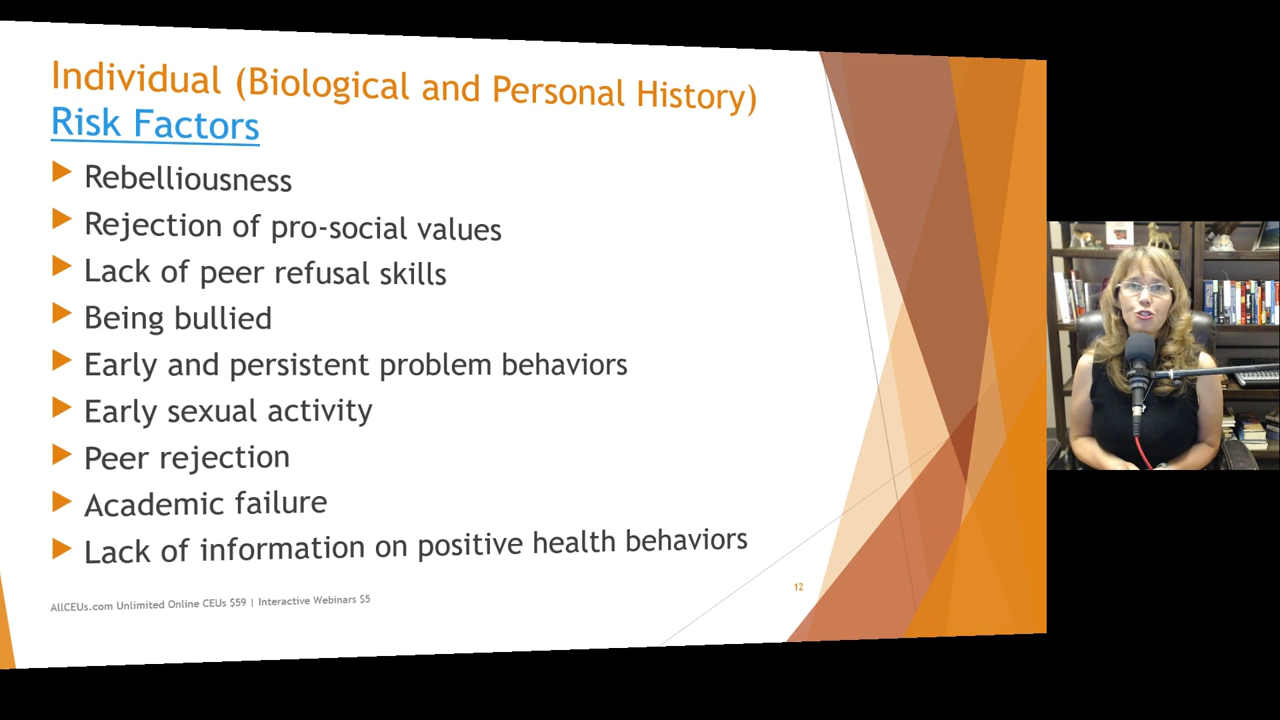 Individual (Biological and Personal History)
Risk Factors
Rebelliousness
Rejection of pro-social values
Lack of peer refusal skills
Being bullied
Early and persistent problem behaviors
Early sexual activity
Peer rejection
Academic failure
Lack of information on positive health behaviors
12
AllCEUs.com Unlimited Online CEUs $59 | Interactive Webinars $5